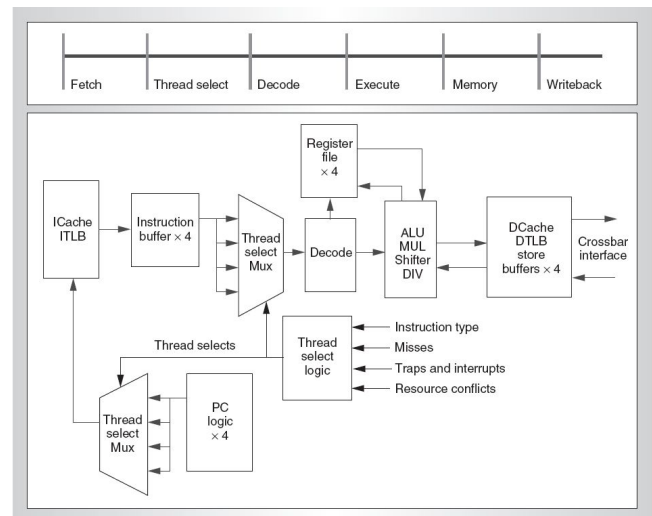 Fetch
Thread select
Decode
Execute
Memory
Writeback
Register
file
× 4
ICache
ITLB
Instruction
buffer × 4
Thread
select
Mux
Decode
ALU
MUL
Shifter
DIV
DCache
DTLB
store
buffers × 4
Crossbar
interface
Thread selects
Thread
select
logic
Instruction type
Misses
Traps and interrupts
Resource conflicts
Thread
select
Mux
PC
logic
× 4